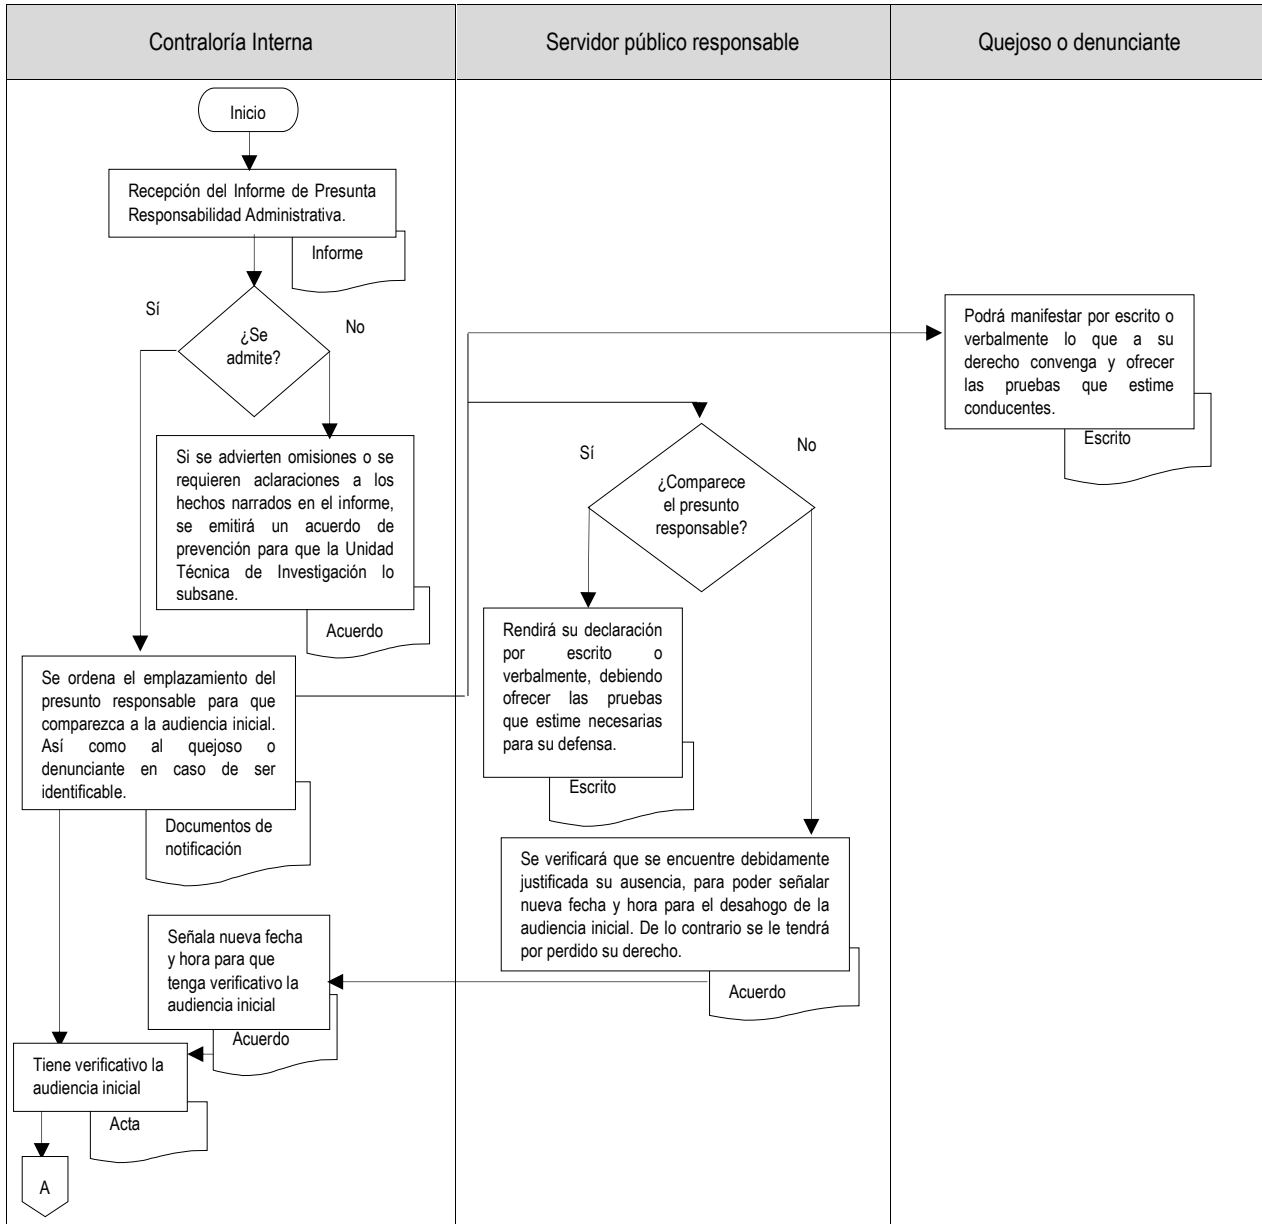 Contraloría Interna
Servidor público responsable
Quejoso o denunciante
Inicio
Recepción del Informe de Presunta
Responsabilidad Administrativa.
Informe
Sí
No
¿Se
admite?
Si se advierten omisiones o se
requieren aclaraciones a los
hechos narrados en el informe,
se emitirá un acuerdo de
prevención para que la Unidad
Técnica de Investigación lo
subsane.
Acuerdo
Se ordena el emplazamiento del
presunto responsable para que
comparezca a la audiencia inicial.
Así como al quejoso o
denunciante en caso de ser
identificable.
Documentos de
notificación
Señala nueva fecha
y hora para que
tenga verificativo la
audiencia inicial
Acuerdo
Tiene verificativo la
audiencia inicial
Acta
A
Sí
No
¿Comparece
el presunto
responsable?
Rendirá su declaración
por escrito o
verbalmente, debiendo
ofrecer las pruebas
que estime necesarias
para su defensa.
Escrito
Se verificará que se encuentre debidamente
justificada su ausencia, para poder señalar
nueva fecha y hora para el desahogo de la
audiencia inicial. De lo contrario se le tendrá
por perdido su derecho.
Acuerdo
Podrá manifestar por escrito o
verbalmente lo que a su
derecho convenga y ofrecer
las pruebas que estime
conducentes.
Escrito